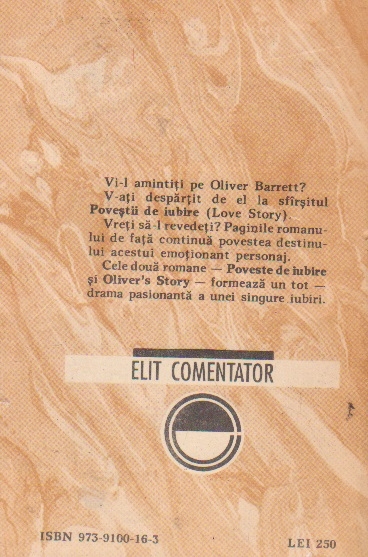 Vi-l amintiți pe Oliver Barrett?
V-ați despărțit de el la sfîrșitul
Poveștii de iubire (Love Story).
Vreți să-l revedeți? Paginile romanu-
lui de față continuă povestea destinu-
lui acestui emoționant personaj.
Cele două romane — Poveste de iubire
și Oliver's Story — formează un tot —
drama pasionantă a unei singure iubiri.
ELIT COMENTATOR
ISBN 973-9100-16-3
LEI 250